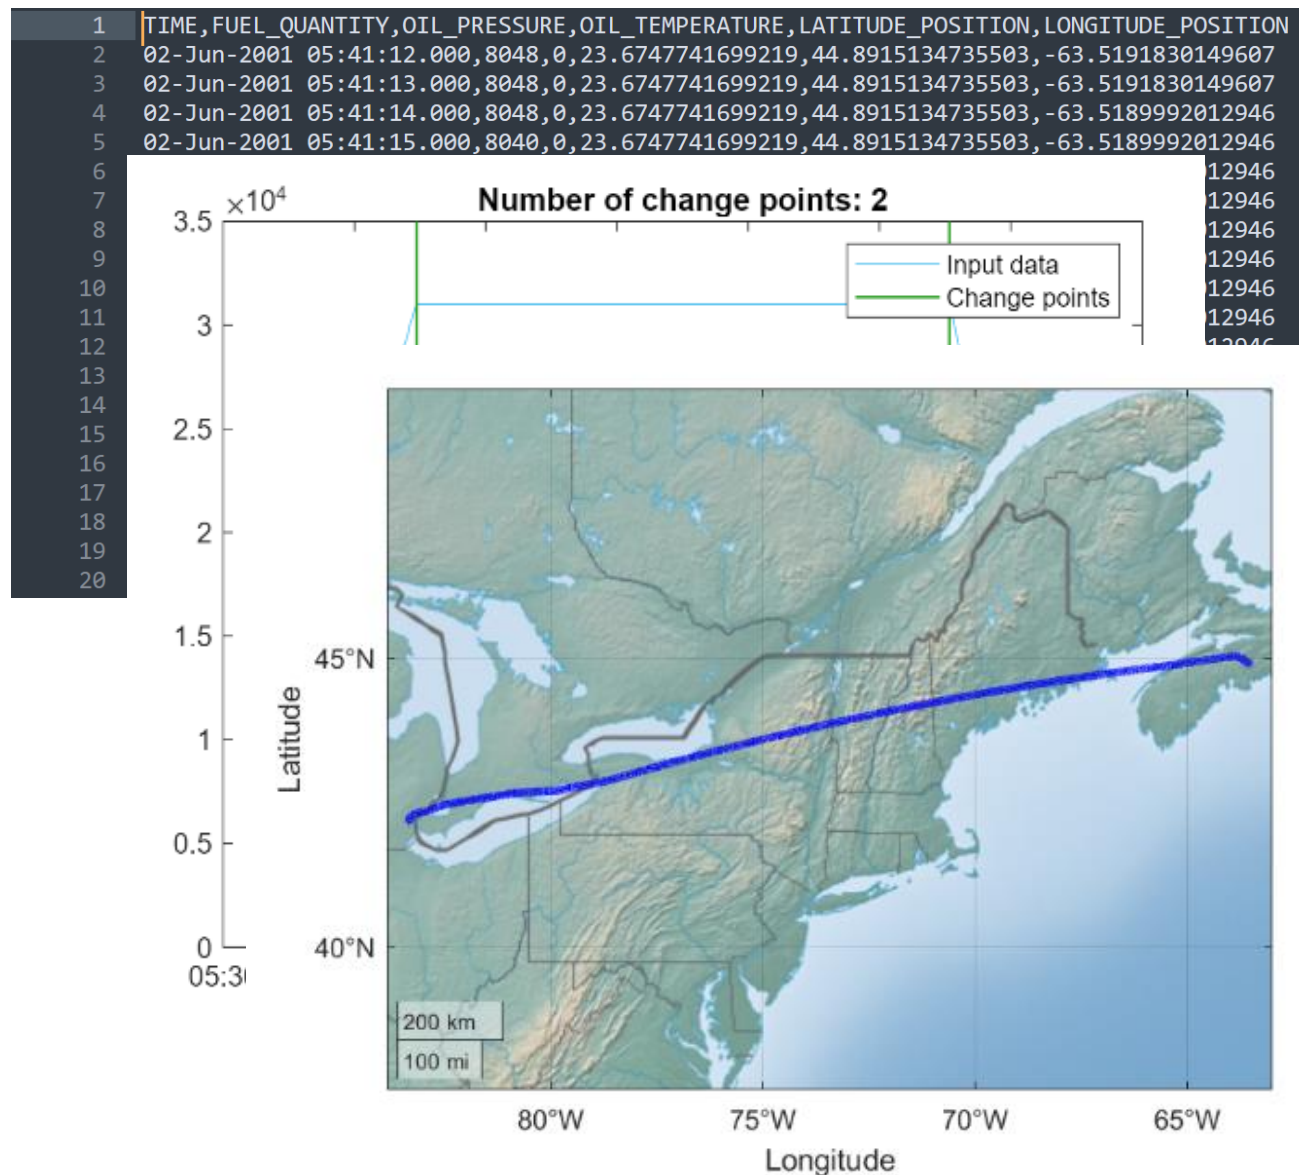 1 TIME,FUEL_QUANTITY,OIL_PRESSURE,OIL_TEMPERATURE,LATITUDE_POSITION,LONGITUDE_POSITION
2 02-Jun-2001 05:41:12.000,8048,0,23.6747741699219,44.8915134735503,-63.5191830149607
3 02-Jun-2001 05:41:13.000,8048,0,23.6747741699219,44.8915134735503,-63.5191830149607
4 02-Jun-2001 05:41:14.000,8048,0,23.6747741699219,44.8915134735503,-63.5189992012946
5 02-Jun-2001 05:41:15.000,8040,0,23.6747741699219,44.8915134735503,-63.5189992012946
6 12946
7 12946
8 12946
9 12946
10 12946
11 12946
12 12946
13
14
15
16
17
18
19
20
Number of change points: 2
×10⁴
3.5
3
2.5
2
1.5
1
0.5
0
05:3
Input data
Change points
45°N
40°N
Latitude
200 km
100 mi
80°W 75°W 70°W 65°W
Longitude